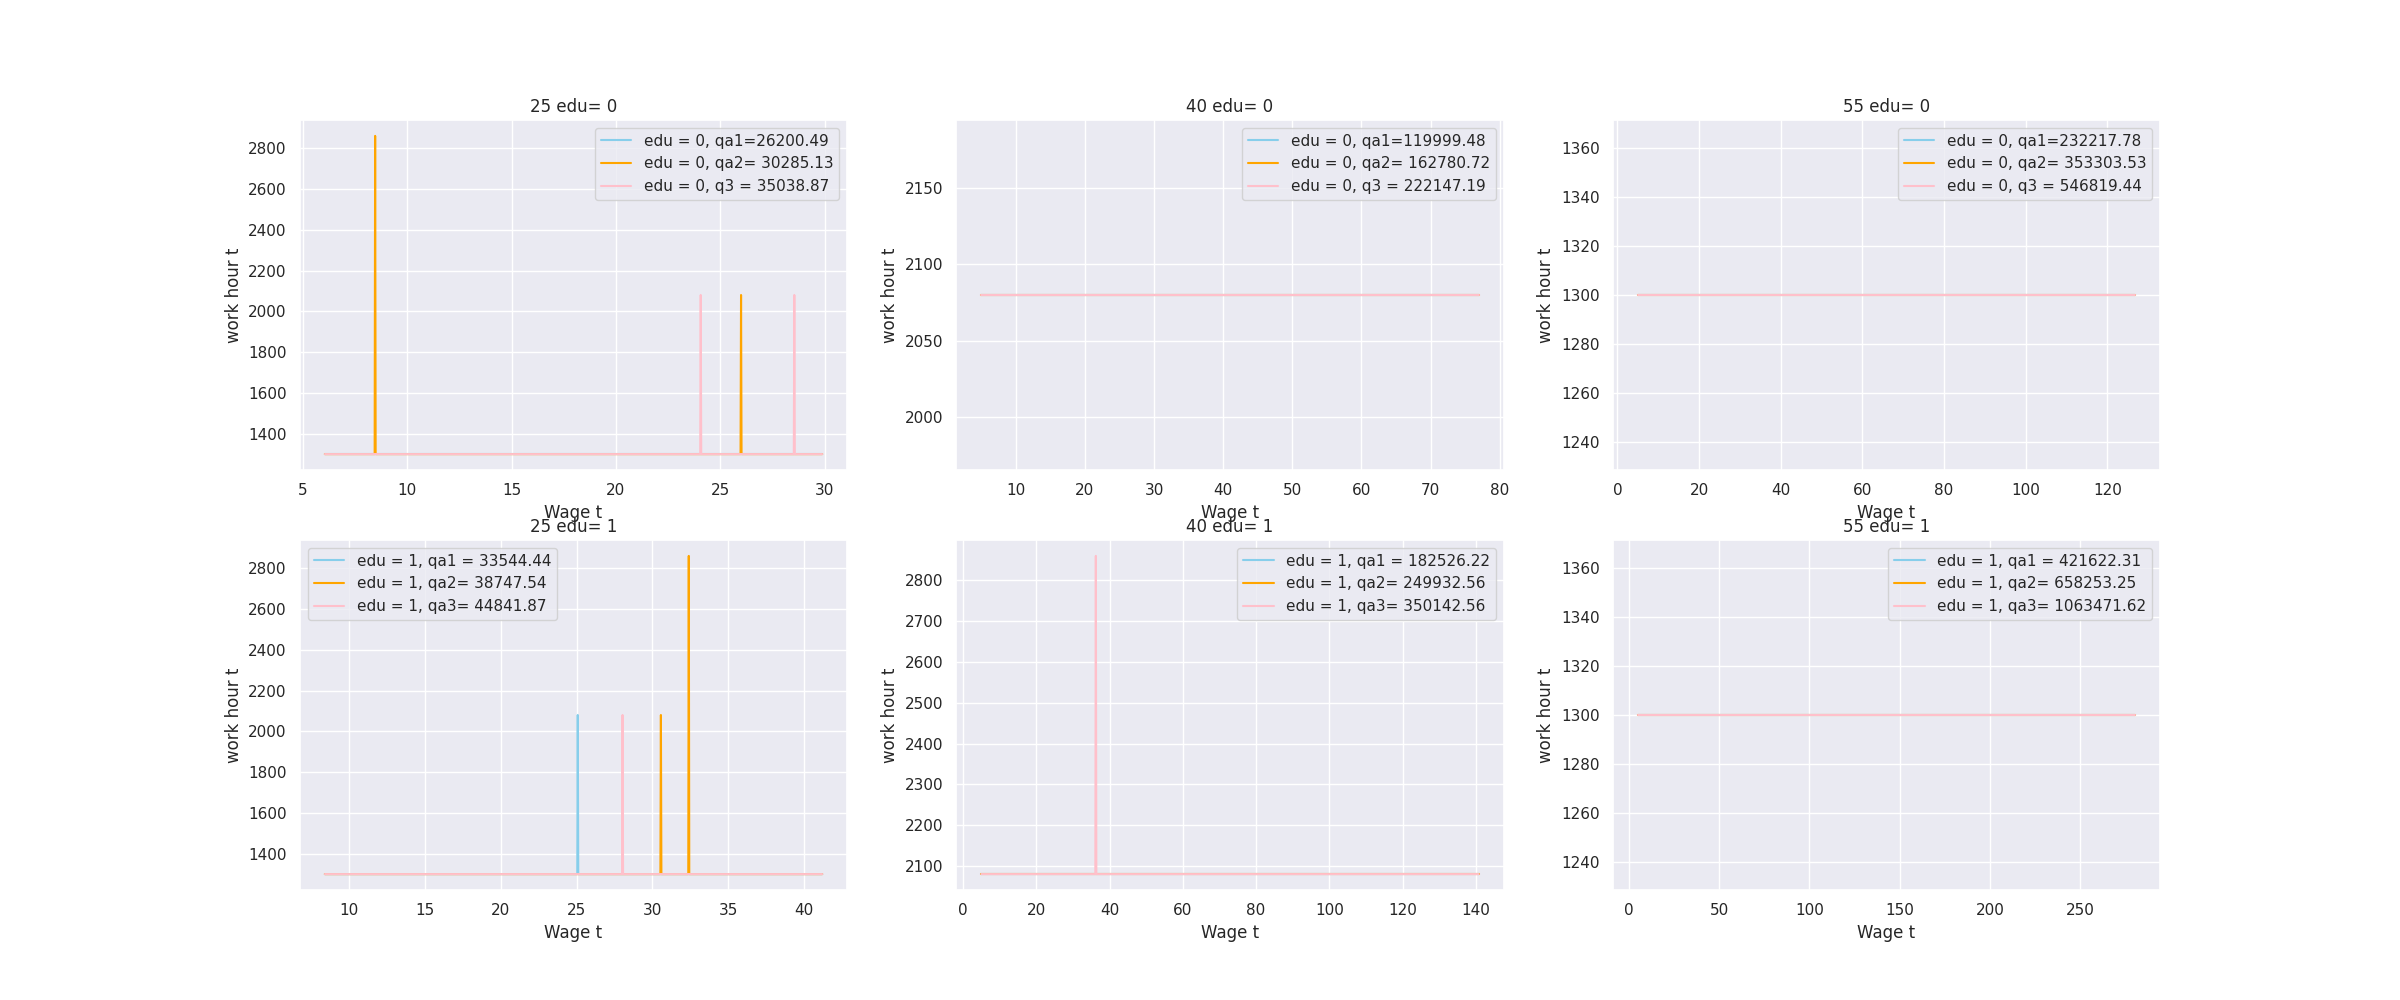 25 edu= 0
work hour t
2800
2600
2400
2200
2000
1800
1600
1400
edu = 0, qa1=26200.49
edu = 0, qa2= 30285.13
edu = 0, q3 = 35038.87
5 10 15 20 25 30
Wage t
40 edu= 0
work hour t
2150
2100
2050
2000
edu = 0, qa1=119999.48
edu = 0, qa2= 162780.72
edu = 0, q3 = 222147.19
10 20 30 40 50 60 70 80
Wage t
55 edu= 0
work hour t
1360
1340
1320
1300
1280
1260
1240
edu = 0, qa1=232217.78
edu = 0, qa2= 353303.53
edu = 0, q3 = 546819.44
0 20 40 60 80 100 120
Wage t
25 edu= 1
work hour t
2800
2600
2400
2200
2000
1800
1600
1400
edu = 1, qa1 = 33544.44
edu = 1, qa2= 38747.54
edu = 1, qa3= 44841.87
10 15 20 25 30 35 40
Wage t
40 edu= 1
work hour t
2800
2700
2600
2500
2400
2300
2200
2100
edu = 1, qa1 = 182526.22
edu = 1, qa2= 249932.56
edu = 1, qa3= 350142.56
0 20 40 60 80 100 120 140
Wage t
55 edu= 1
work hour t
1360
1340
1320
1300
1280
1260
1240
edu = 1, qa1 = 421622.31
edu = 1, qa2= 658253.25
edu = 1, qa3= 1063471.62
0 50 100 150 200 250
Wage t